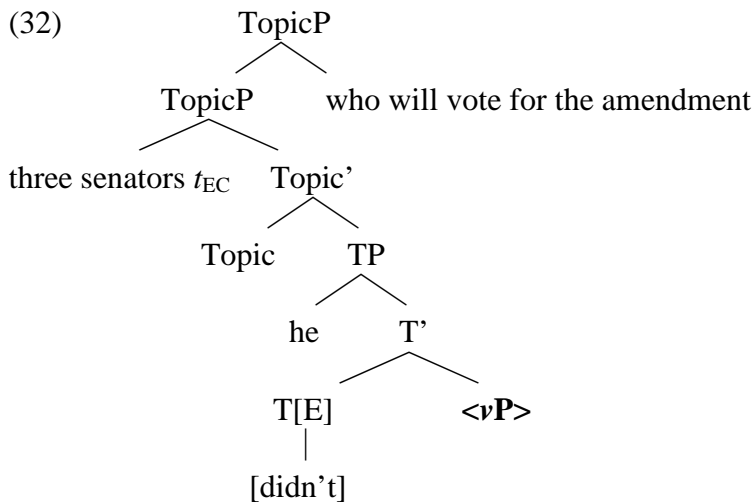 (32) TopicP
TopicP who will vote for the amendment
three senators tEC Topic’
Topic TP
he T’
T[E] <vP>
[didn’t]